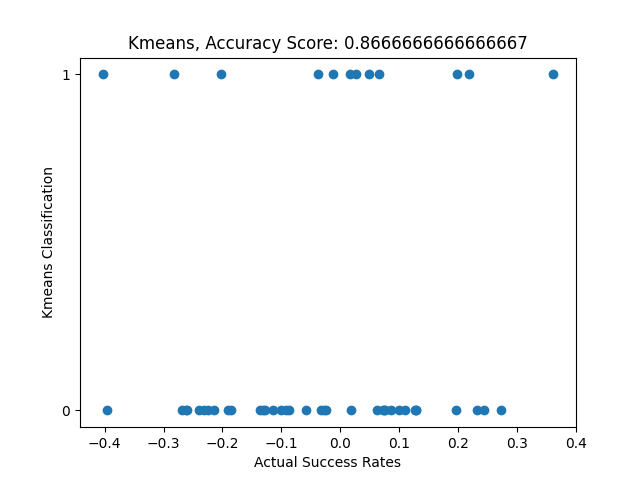 Kmeans, Accuracy Score: 0.8666666666666667
1
Kmeans Classification
0
−0.4 −0.3 −0.2 −0.1 0.0 0.1 0.2 0.3 0.4
Actual Success Rates